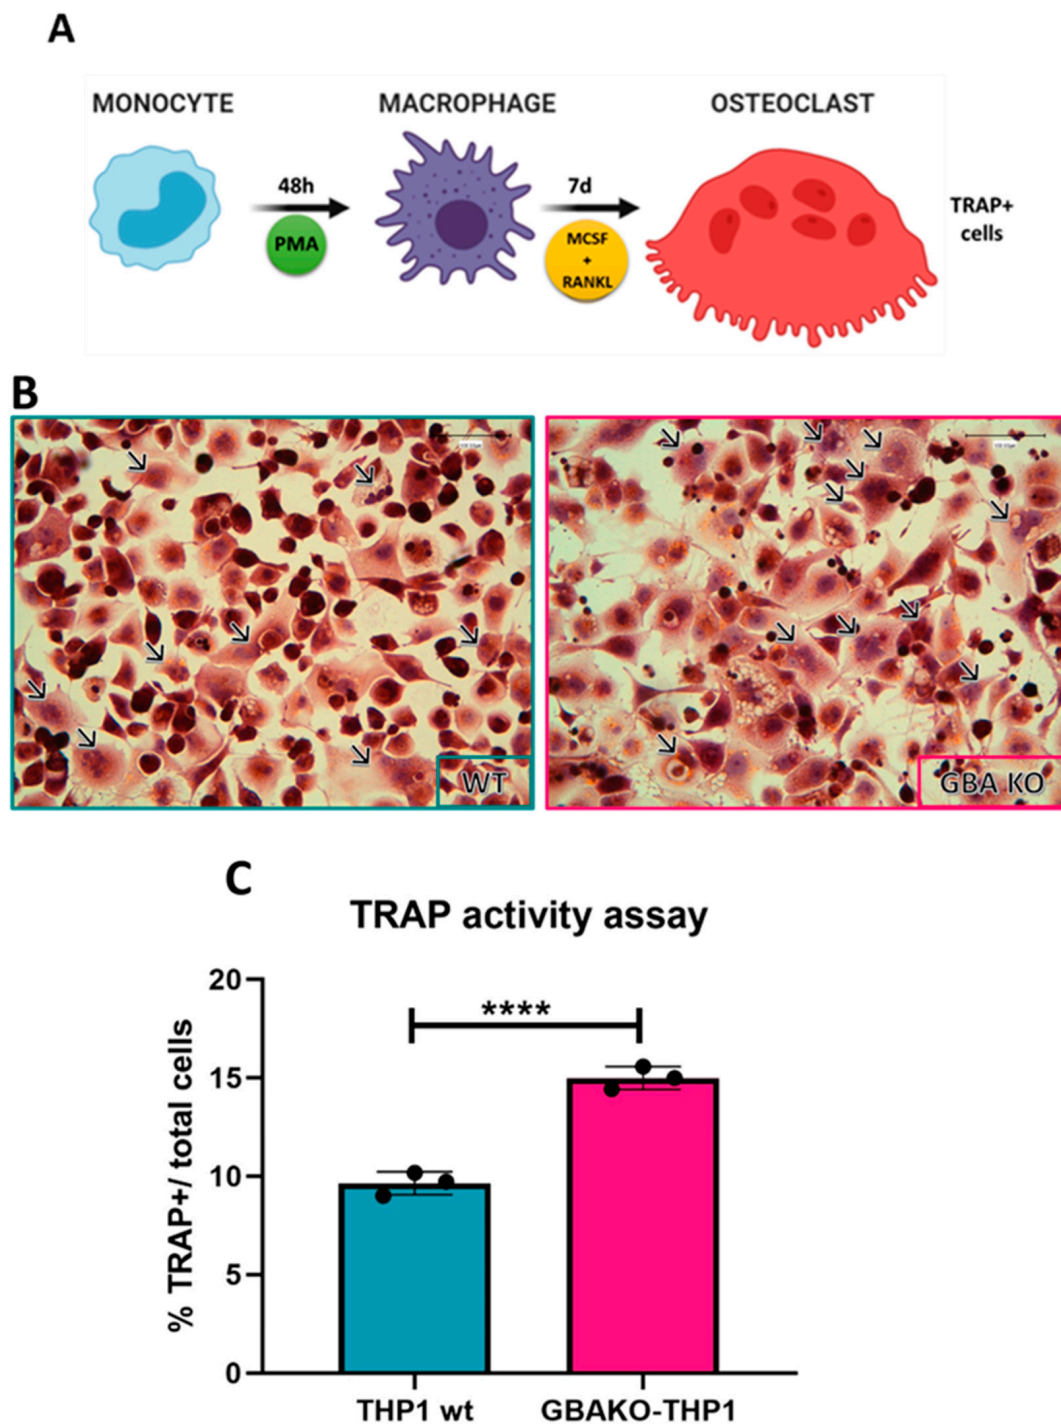 A
MONOCYTE
MACROPHAGE
OSTEOCLAST
48h
PMA
7d
MCSF
+
RANKL
TRAP+
cells
B
WT
GBA KO
C
TRAP activity assay
% TRAP+/ total cells
20
15
10
5
0
****
THP1 wt
GBAKO-THP1